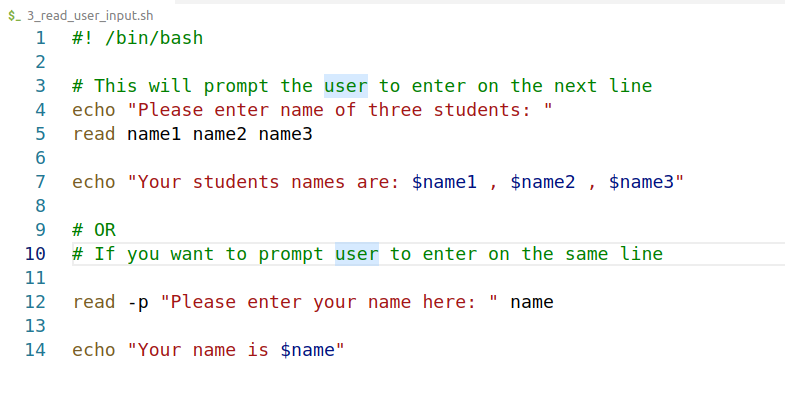 $_ 3_read_user_input.sh
1 #! /bin/bash
2
3 # This will prompt the user to enter on the next line
4 echo "Please enter name of three students: "
5 read name1 name2 name3
6
7 echo "Your students names are: $name1 , $name2 , $name3"
8
9 # OR
10 # If you want to prompt user to enter on the same line
11
12 read -p "Please enter your name here: " name
13
14 echo "Your name is $name"